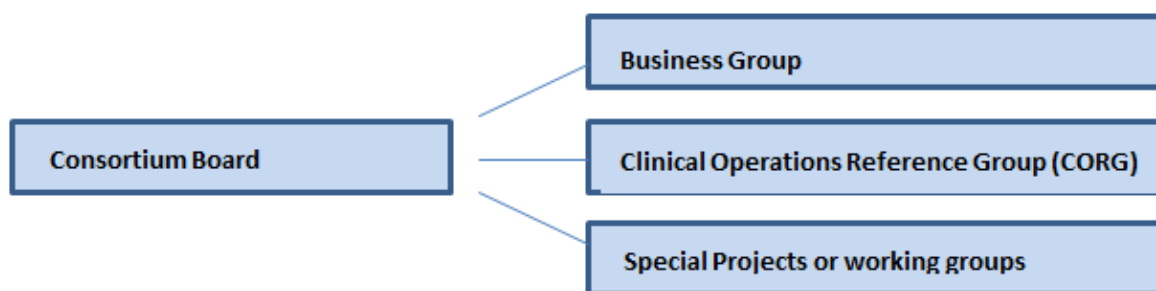 Business Group
Consortium Board
Clinical Operations Reference Group (CORG)
Special Projects or working groups